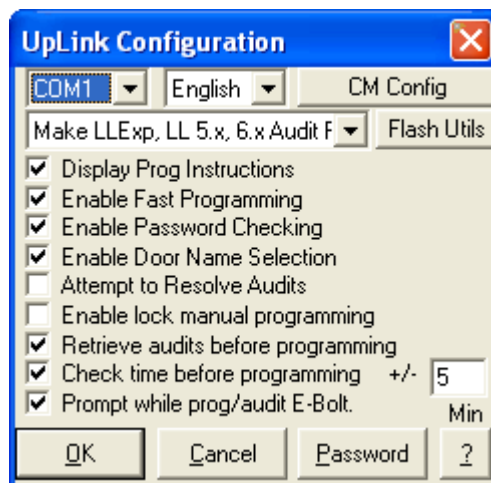 UpLink Configuration
COM1 English CM Config
Make LLExp, LL 5.x, 6.x Audit F Flash Utils
Display Prog Instructions
Enable Fast Programming
Enable Password Checking
Enable Door Name Selection
Attempt to Resolve Audits
Enable lock manual programming
Retrieve audits before programming
Check time before programming +/- 5
Prompt while prog/audit E-Bolt. Min
OK Cancel Password ?